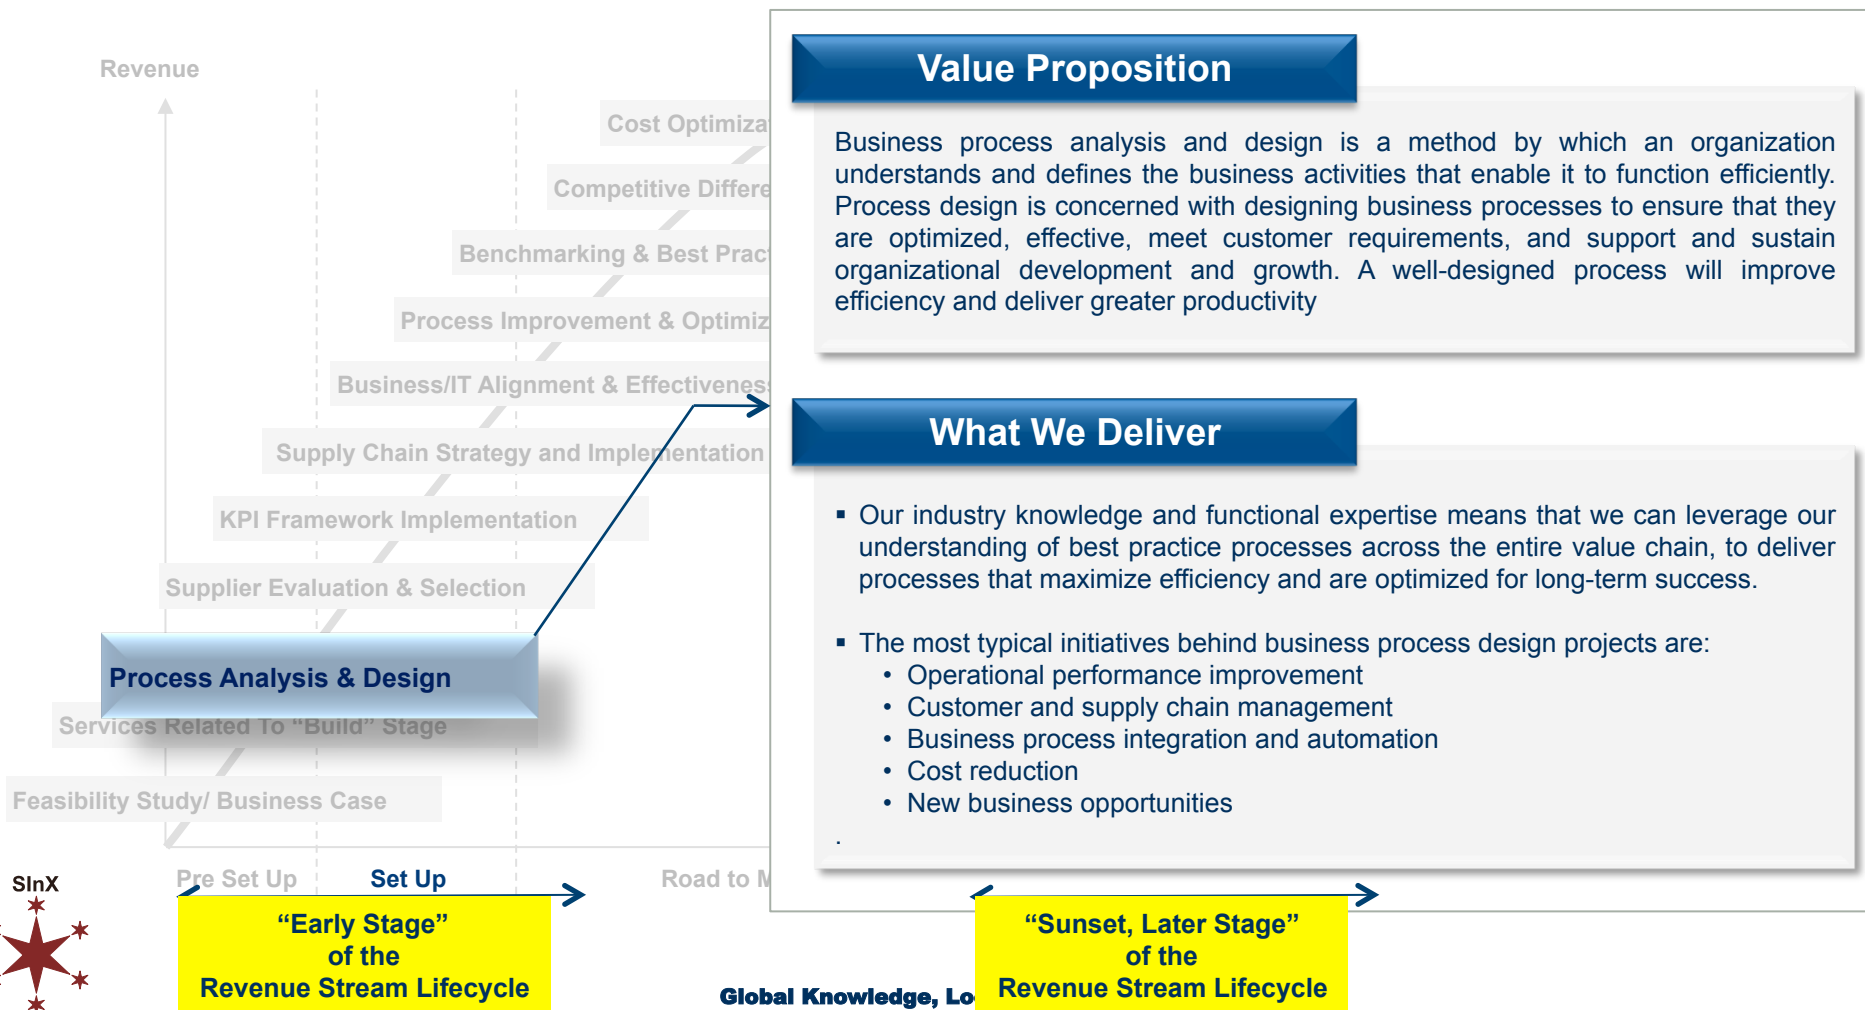 Revenue
Cost Optimiza
Competitive Differe
Benchmarking & Best Prac
Process Improvement & Optimiz
Business/IT Alignment & Effectiveness
Supply Chain Strategy and Implementation
KPI Framework Implementation
Supplier Evaluation & Selection
Process Analysis & Design
Services Related To “Build” Stage
Feasibility Study/ Business Case
Pre Set Up
Set Up
Road to M
Value Proposition
Business process analysis and design is a method by which an organization
understands and defines the business activities that enable it to function efficiently.
Process design is concerned with designing business processes to ensure that they
are optimized, effective, meet customer requirements, and support and sustain
organizational development and growth. A well-designed process will improve
efficiency and deliver greater productivity
What We Deliver
▪ Our industry knowledge and functional expertise means that we can leverage our
understanding of best practice processes across the entire value chain, to deliver
processes that maximize efficiency and are optimized for long-term success.
▪ The most typical initiatives behind business process design projects are:
• Operational performance improvement
• Customer and supply chain management
• Business process integration and automation
• Cost reduction
• New business opportunities
.
SInX
“Early Stage”
of the
Revenue Stream Lifecycle
“Sunset, Later Stage”
of the
Revenue Stream Lifecycle
Global Knowledge, Lo